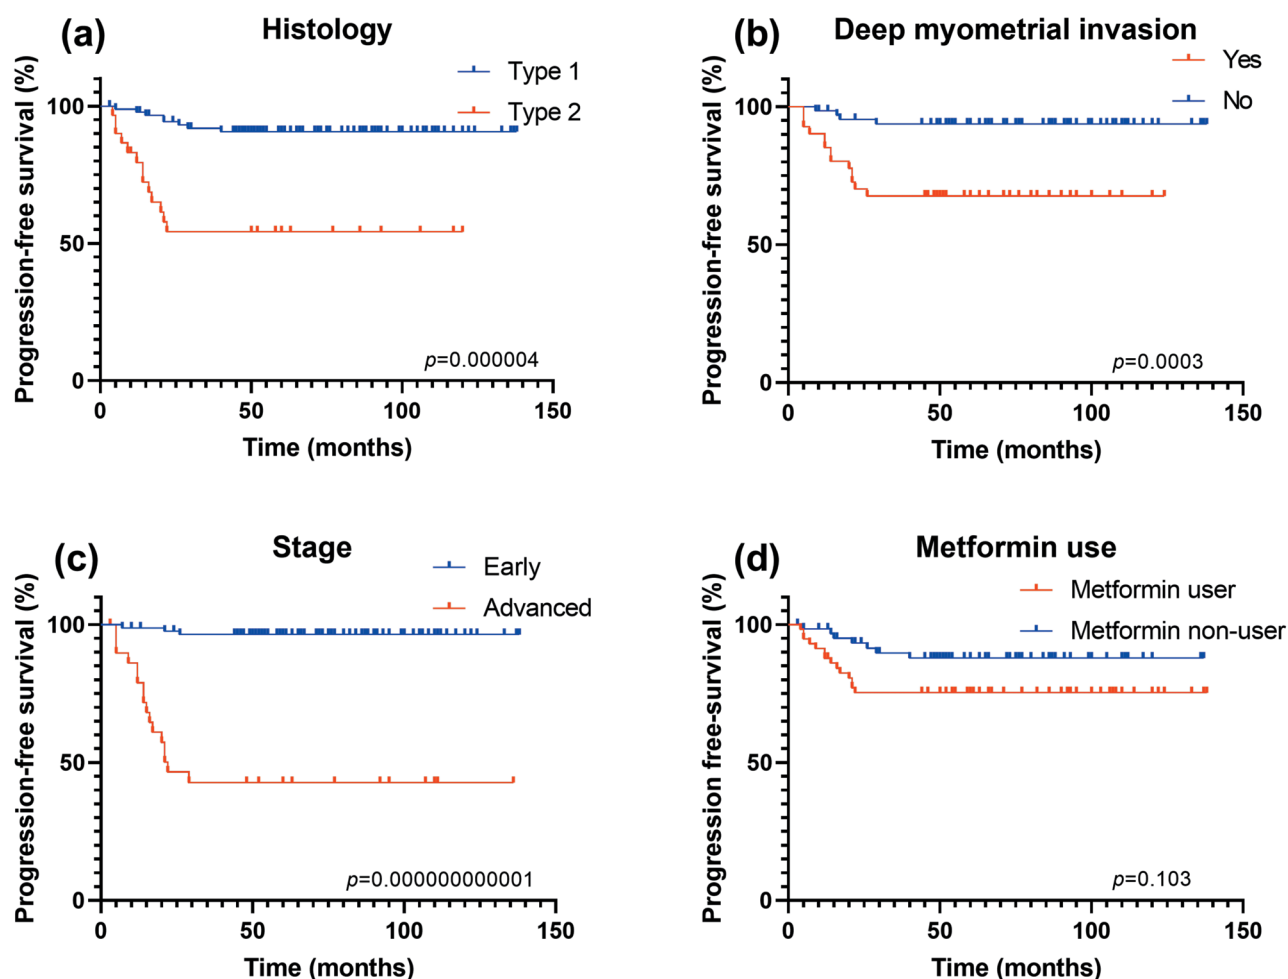 (a)
Histology
Type 1
Type 2
Progression-free survival (%)
100
50
0
p=0.000004
0 50 100 150
Time (months)
(b)
Deep myometrial invasion
Yes
No
Progression-free survival (%)
100
50
0
p=0.0003
0 50 100 150
Time (months)
(c)
Stage
Early
Advanced
Progression-free survival (%)
100
50
0
p=0.000000000001
0 50 100 150
Time (months)
(d)
Metformin use
Metformin user
Metformin non-user
Progression free-survival (%)
100
50
0
p=0.103
0 50 100 150
Time (months)